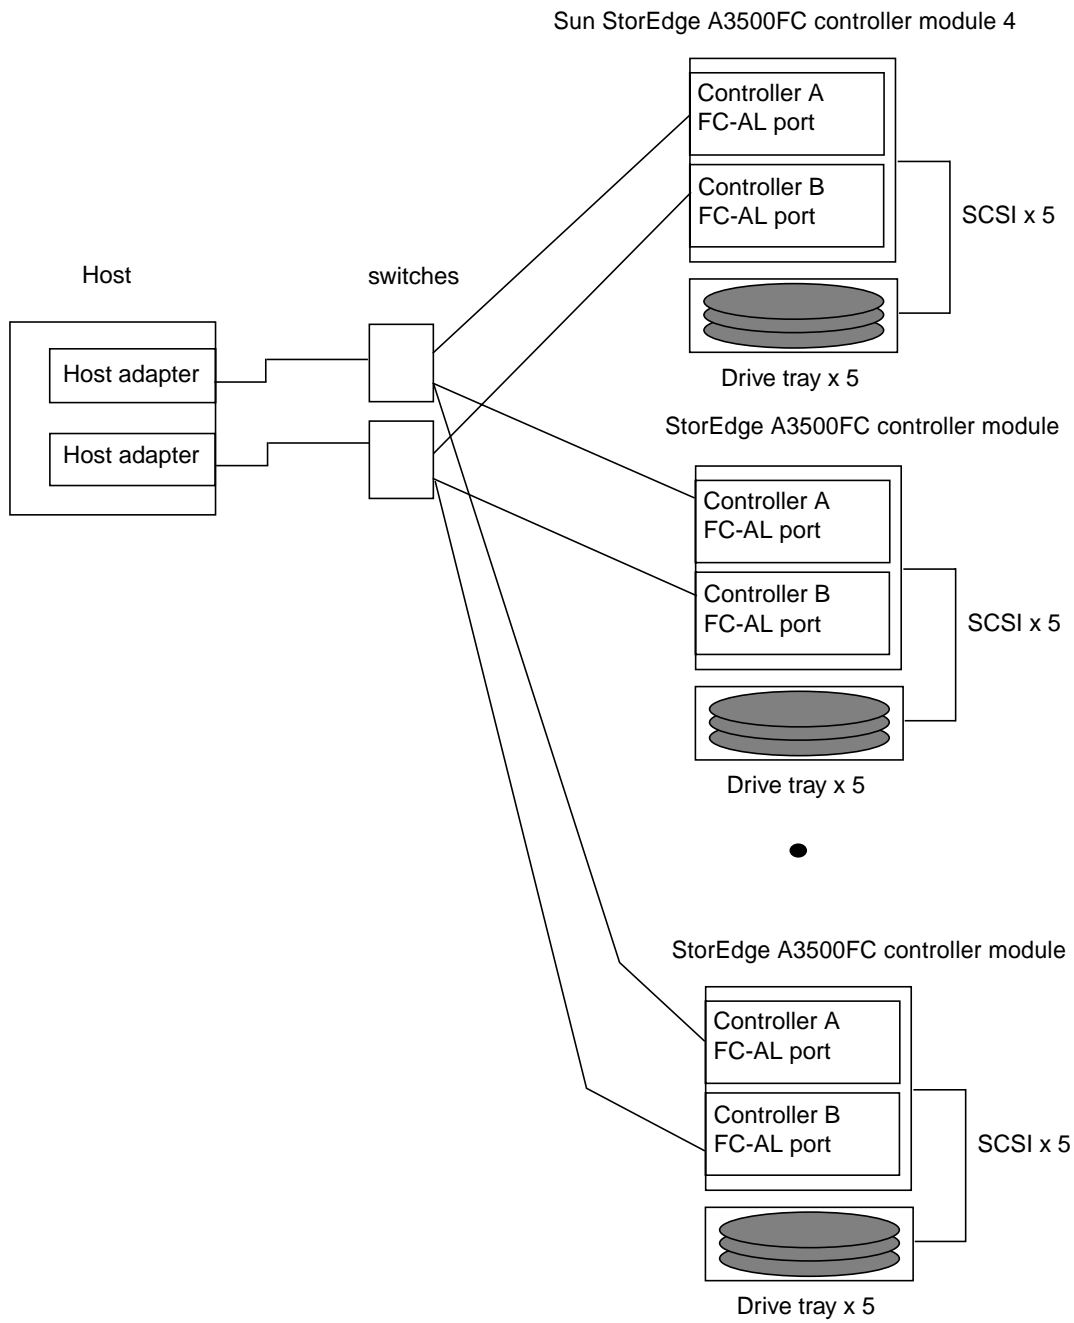 Sun StorEdge A3500FC controller module 4
Controller A
FC-AL port
Controller B
FC-AL port
SCSI x 5
Host
switches
Host adapter
Host adapter
Drive tray x 5
StorEdge A3500FC controller module
Controller A
FC-AL port
Controller B
FC-AL port
SCSI x 5
Drive tray x 5
StorEdge A3500FC controller module
Controller A
FC-AL port
Controller B
FC-AL port
SCSI x 5
Drive tray x 5